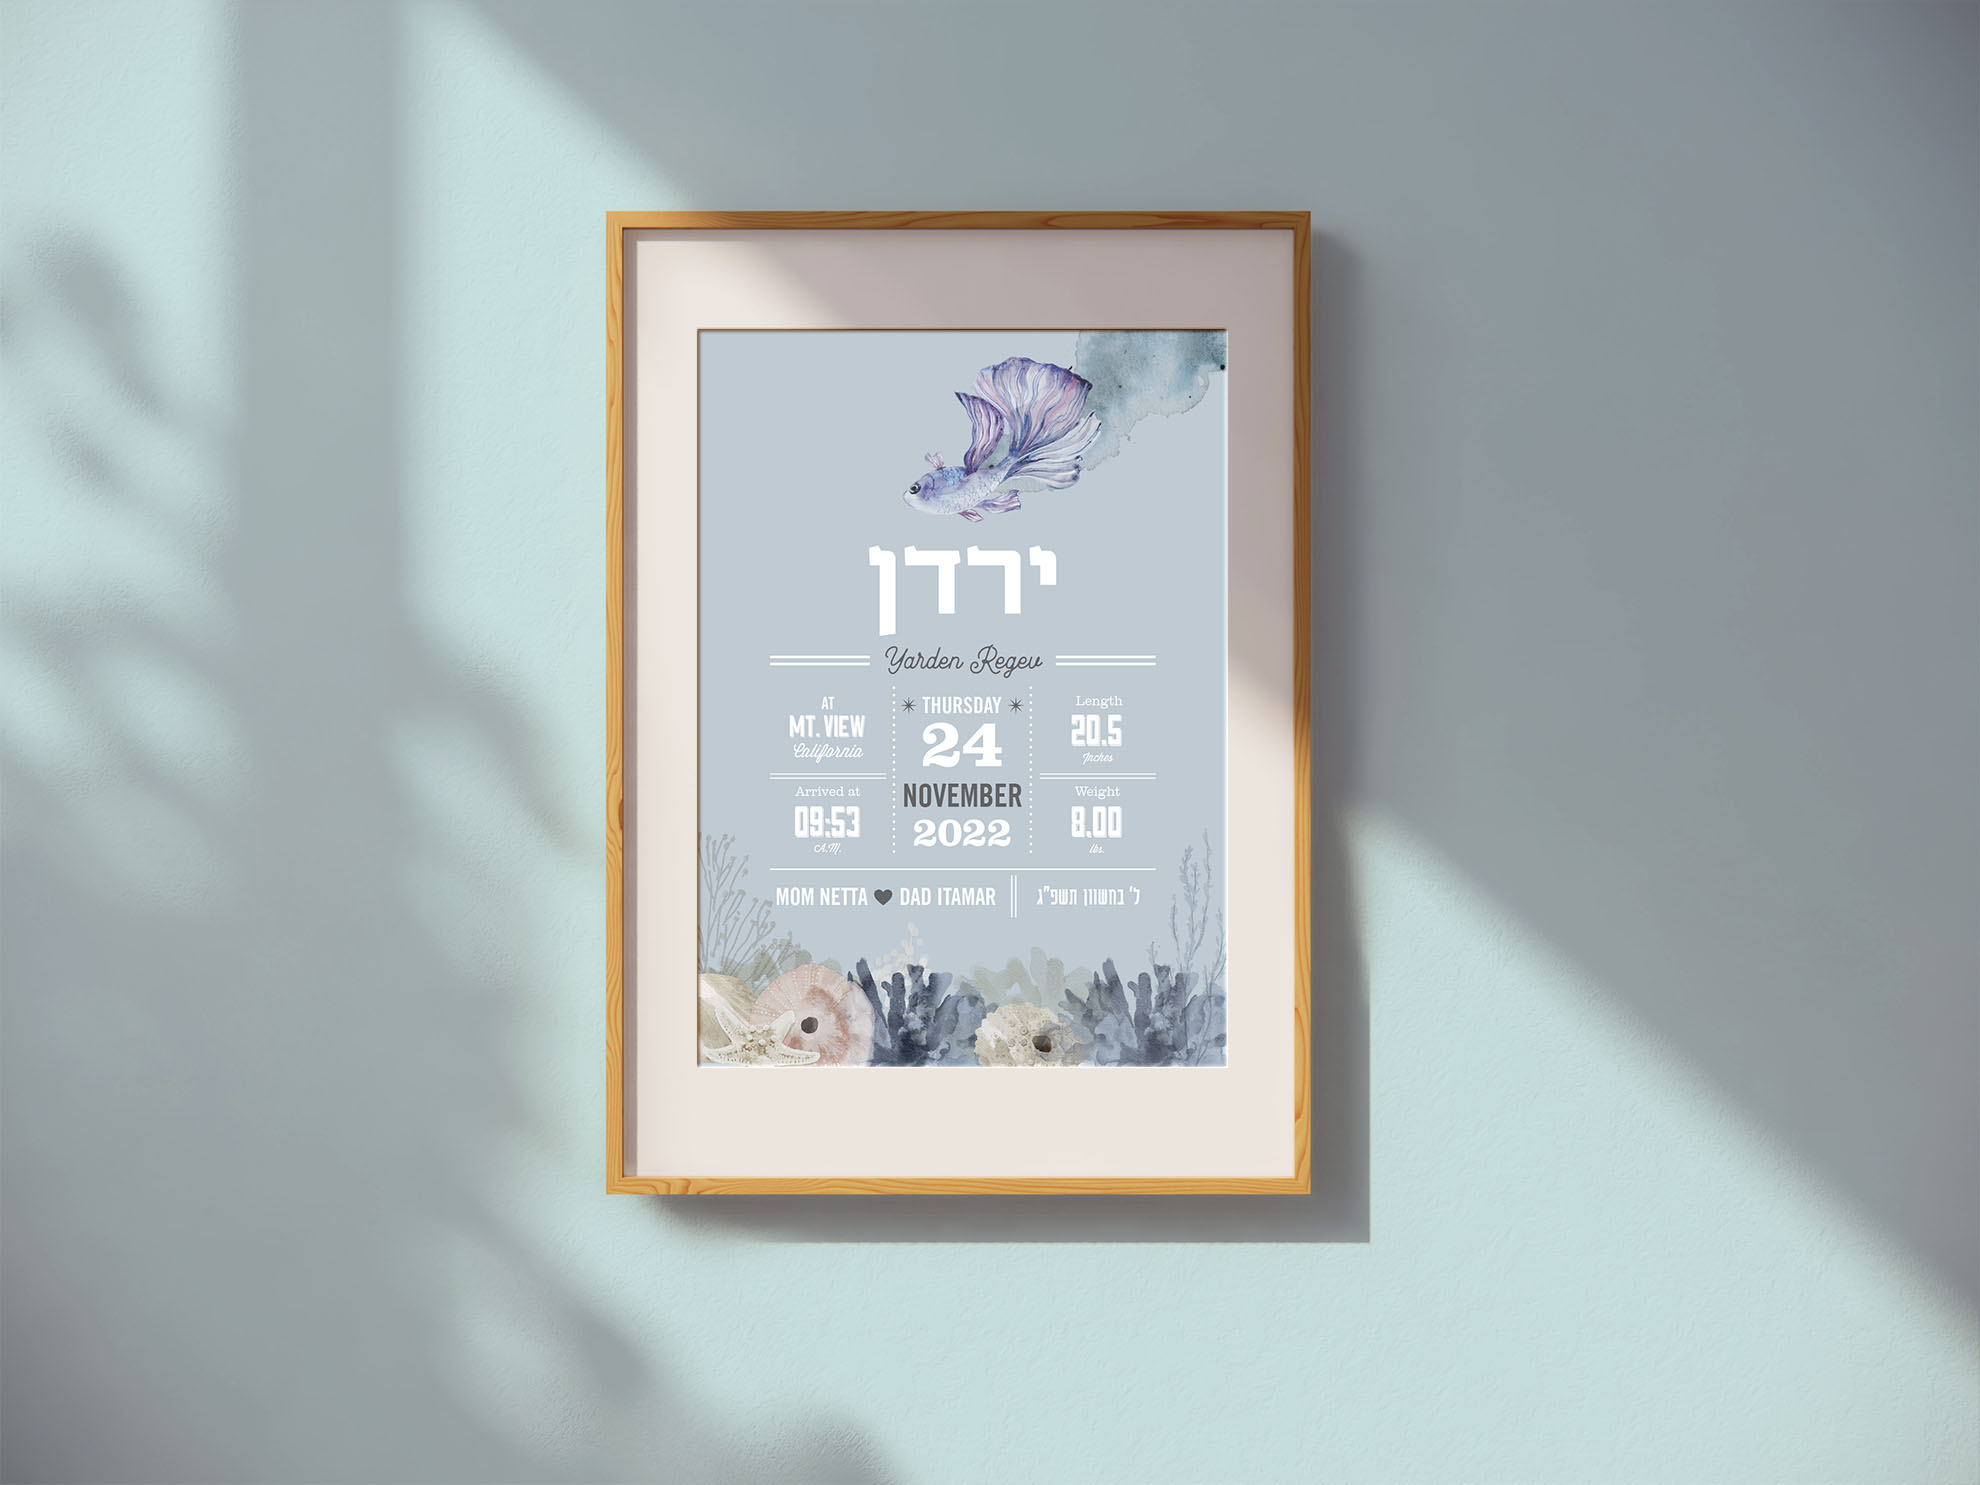 ירדן
Yarden Regev
AT
MT. VIEW
California
Arrived at
09:53
A.M.
THURSDAY
24
NOVEMBER
2022
Length
20.5
Inches
Weight
8.00
lbs.
MOM NETTA ♥ DAD ITAMAR
ל' בחשוון תשפ"ג